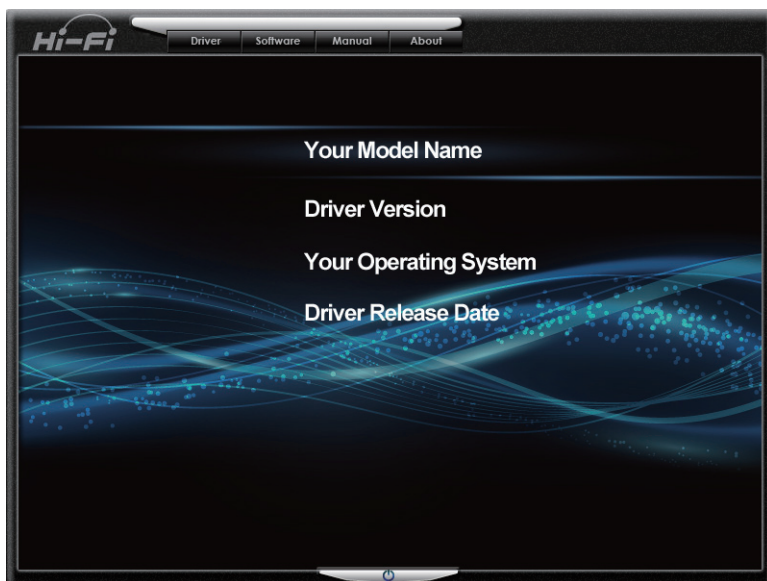 Hi-Fi
Driver Software Manual About
Your Model Name
Driver Version
Your Operating System
Driver Release Date